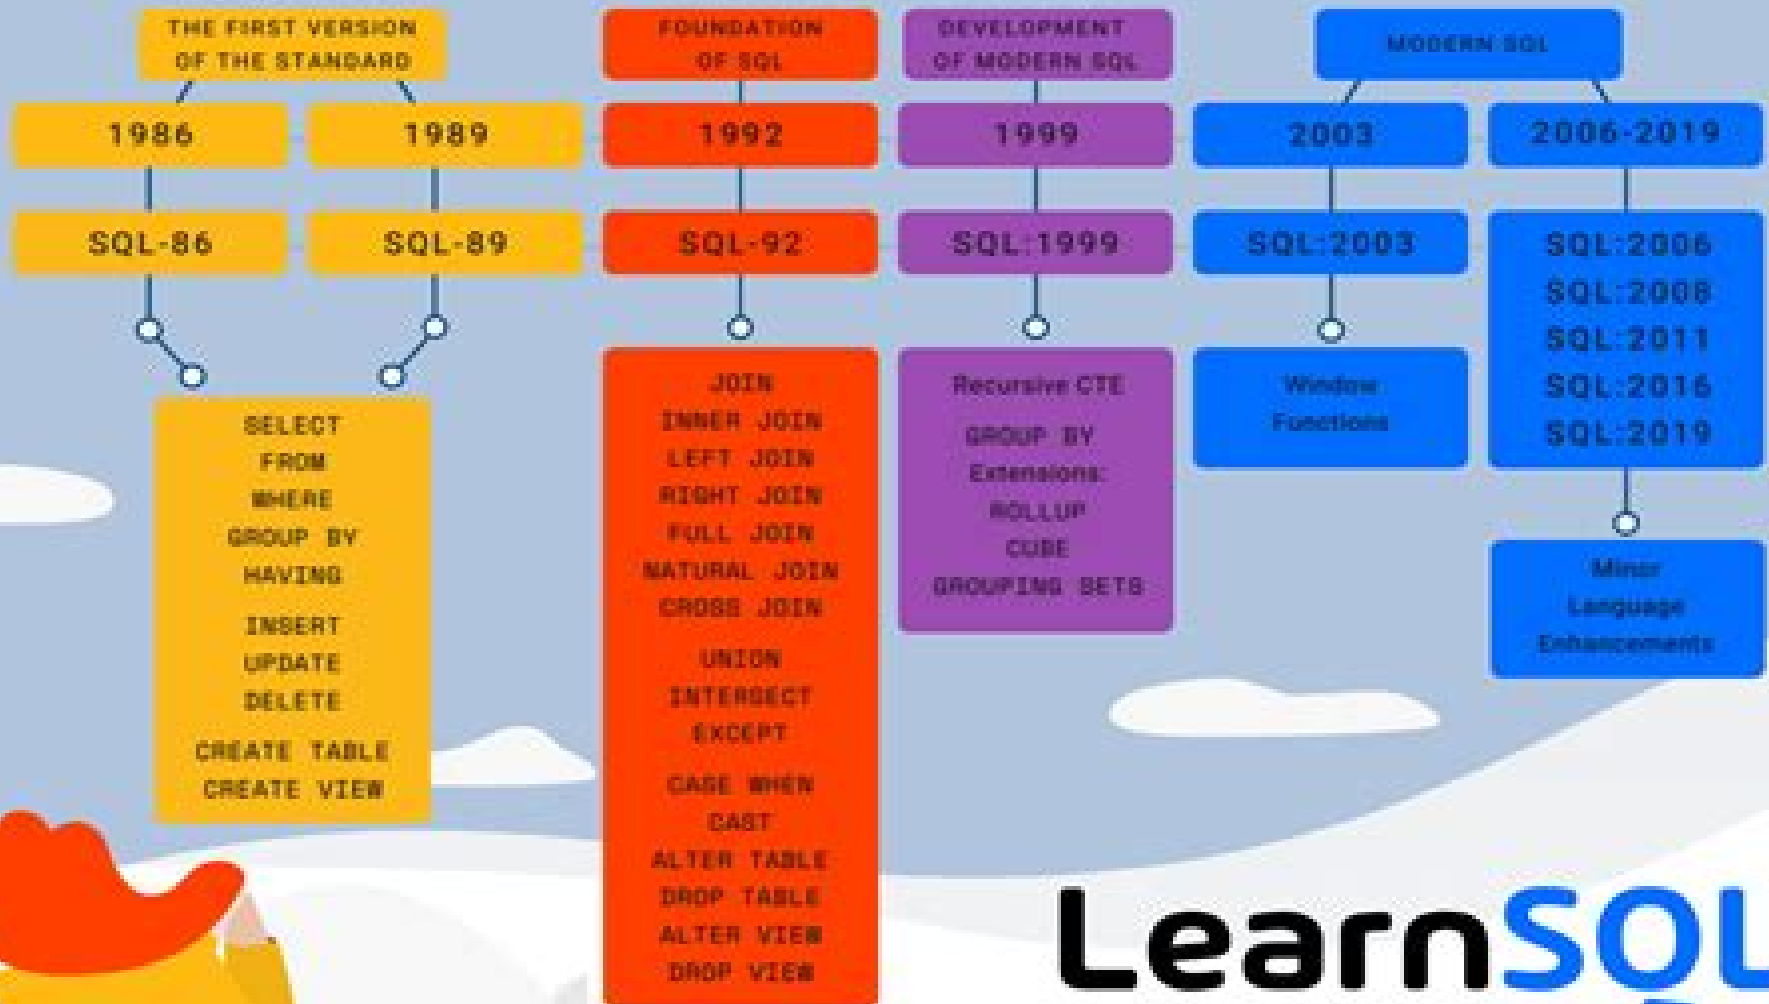 THE FIRST VERSION
OF THE STANDARD
1986
1989
SQL-86
SQL-89
SELECT
FROM
WHERE
GROUP BY
HAVING
INSERT
UPDATE
DELETE
CREATE TABLE
CREATE VIEW
FOUNDATION
OF SQL
1992
SQL-92
JOIN
INNER JOIN
LEFT JOIN
RIGHT JOIN
FULL JOIN
NATURAL JOIN
CROSS JOIN
UNION
INTERSECT
EXCEPT
CASE WHEN
CAST
ALTER TABLE
DROP TABLE
ALTER VIEW
DROP VIEW
DEVELOPMENT
OF MODERN SQL
1999
SQL:1999
Recursive CTE
GROUP BY
Extensions:
ROLLUP
CUBE
GROUPING SETS
MODERN SQL
2003
SQL:2003
Window
Functions
2006-2019
SQL:2006
SQL:2008
SQL:2011
SQL:2016
SQL:2019
Minor
Language
Enhancements
LearnSQL